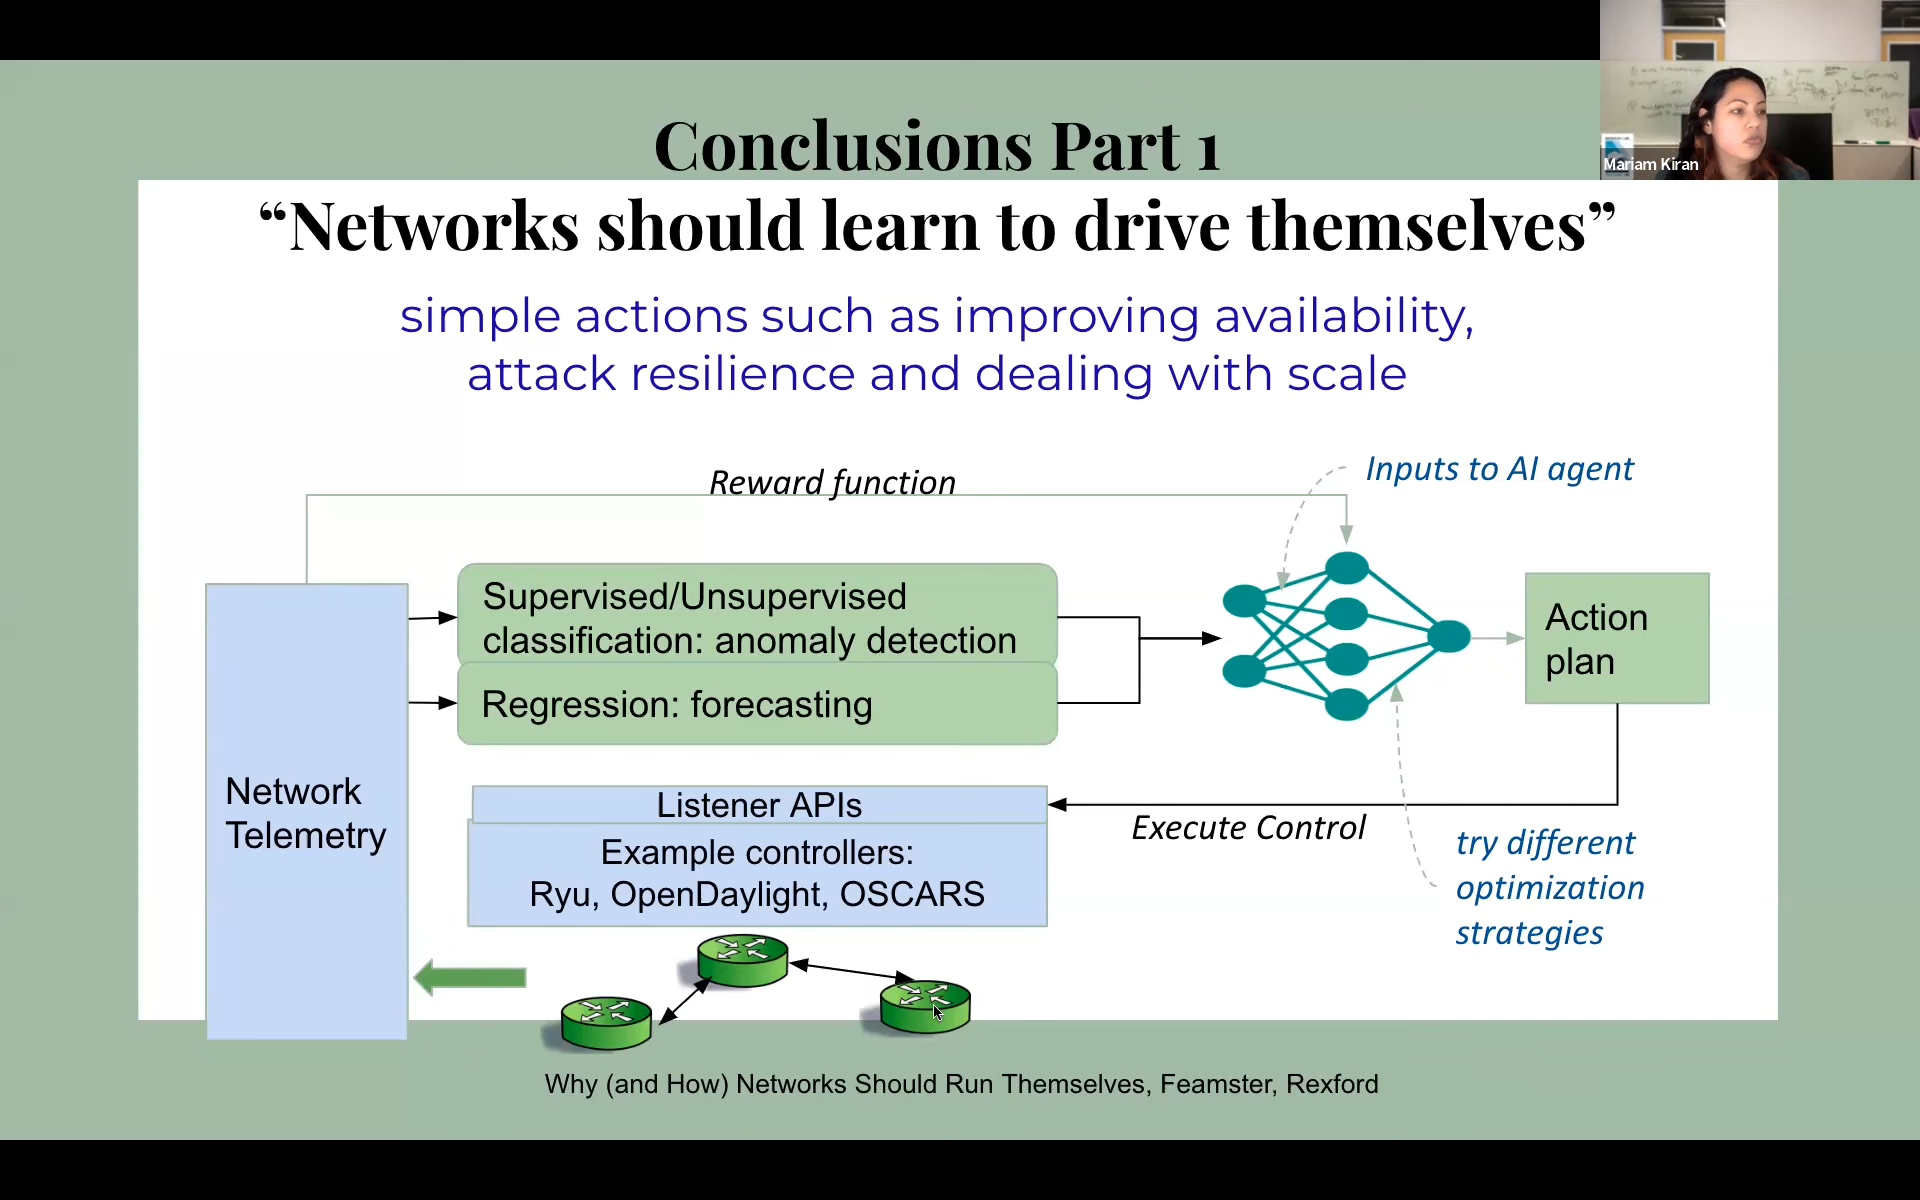 Conclusions Part 1
“Networks should learn to drive themselves”
simple actions such as improving availability,
attack resilience and dealing with scale
Mariam Kiran
Reward function
Inputs to AI agent
Supervised/Unsupervised
classification: anomaly detection
Regression: forecasting
Action
plan
Network
Telemetry
Listener APIs
Example controllers:
Ryu, OpenDaylight, OSCARS
Execute Control
try different
optimization
strategies
Why (and How) Networks Should Run Themselves, Feamster, Rexford